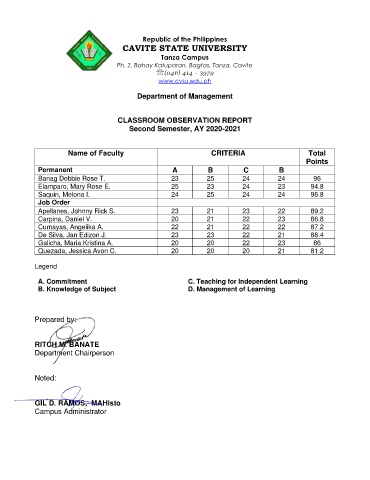 Republic of the Philippines
CAVITE STATE UNIVERSITY
Tanza Campus
Ph. 2, Bahay Katuparan, Bagtas, Tanza, Cavite
☏(046) 414 – 3979
www.cvsu.edu.ph
Department of Management
CLASSROOM OBSERVATION REPORT
Second Semester, AY 2020-2021
Name of Faculty CRITERIA Total Points
Permanent A B C B
Banag Debbie Rose T. 23 25 24 24 96
Elamparo, Mary Rose E. 25 23 24 23 94.8
Saquin, Melona I. 24 25 24 24 96.8
Job Order
Apellanes, Johnny Rick S. 23 21 23 22 89.2
Carpina, Daniel V. 20 21 22 23 86.8
Cumayas, Angelika A. 22 21 22 22 87.2
De Silva, Jan Edizon J. 23 23 22 21 88.4
Galicha, Maria Kristina A. 20 20 22 23 86
Quezada, Jessica Avon C. 20 20 20 21 81.2
Legend
A. Commitment C. Teaching for Independent Learning
B. Knowledge of Subject D. Management of Learning
Prepared by:
RITCH M. BANATE
Department Chairperson
Noted:
GIL D. RAMOS, MAHisto
Campus Administrator